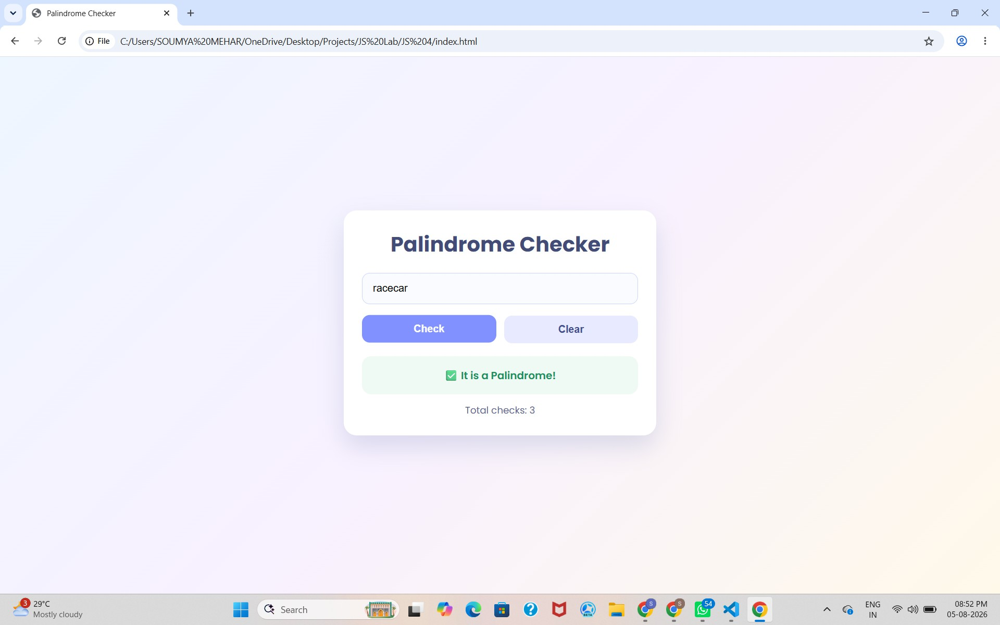 Palindrome Checker
File
C:/Users/SOUMYA%20MEHAR/OneDrive/Desktop/Projects/JS%20Lab/JS%204/index.html
Palindrome Checker
racecar
Check
Clear
✅ It is a Palindrome!
Total checks: 3
3
29°C
Mostly cloudy
Search
BETA
S
S
54
ENG
IN
08:52 PM
05-08-2026